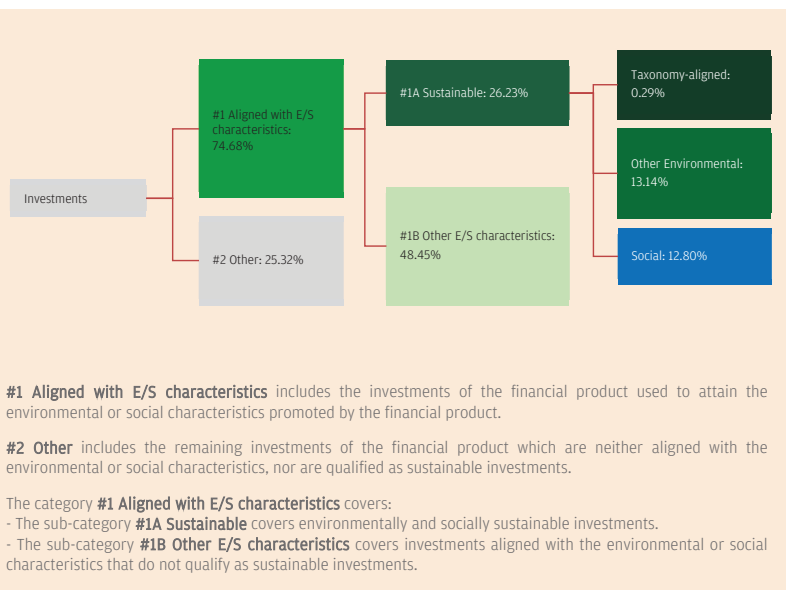 Investments
#1 Aligned with E/S
characteristics:
74.68%
#2 Other: 25.32%
#1A Sustainable: 26.23%
#1B Other E/S characteristics:
48.45%
Taxonomy-aligned:
0.29%
Other Environmental:
13.14%
Social: 12.80%
#1 Aligned with E/S characteristics includes the investments of the financial product used to attain the
environmental or social characteristics promoted by the financial product.
#2 Other includes the remaining investments of the financial product which are neither aligned with the
environmental or social characteristics, nor are qualified as sustainable investments.
The category #1 Aligned with E/S characteristics covers:
- The sub-category #1A Sustainable covers environmentally and socially sustainable investments.
- The sub-category #1B Other E/S characteristics covers investments aligned with the environmental or social
characteristics that do not qualify as sustainable investments.